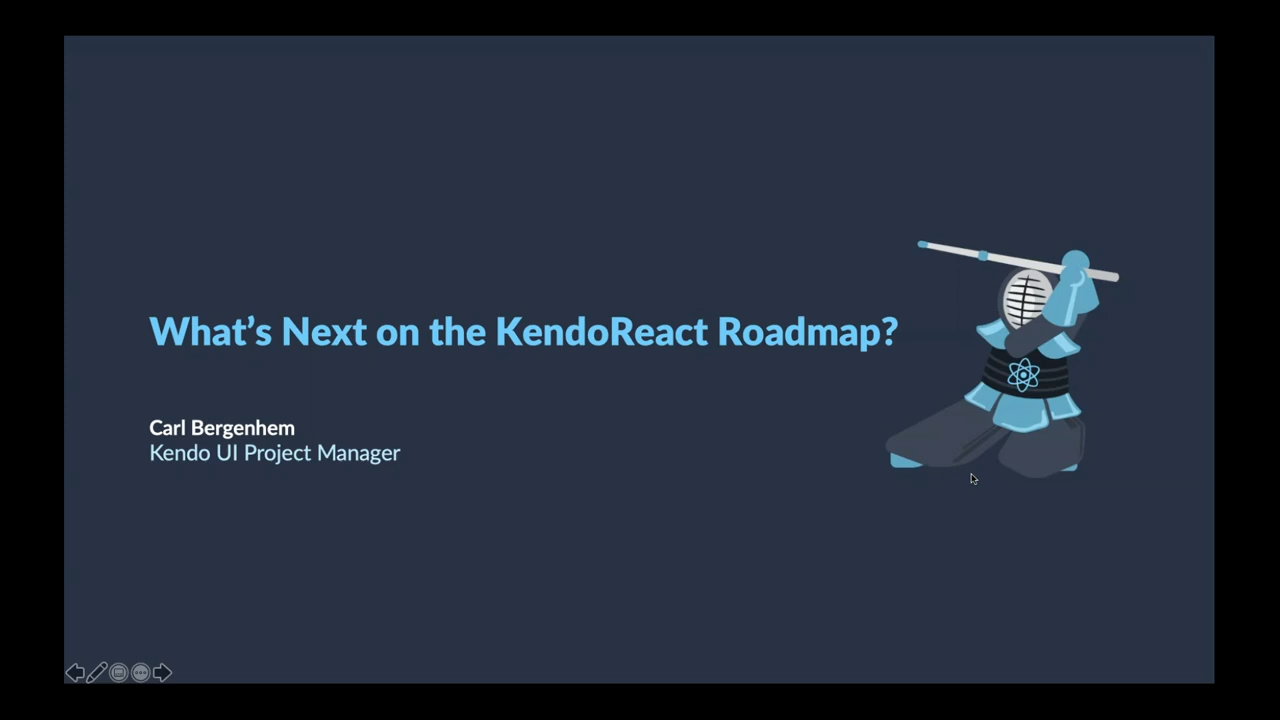 What's Next on the KendoReact Roadmap?
Carl Bergenhem
Kendo UI Project Manager